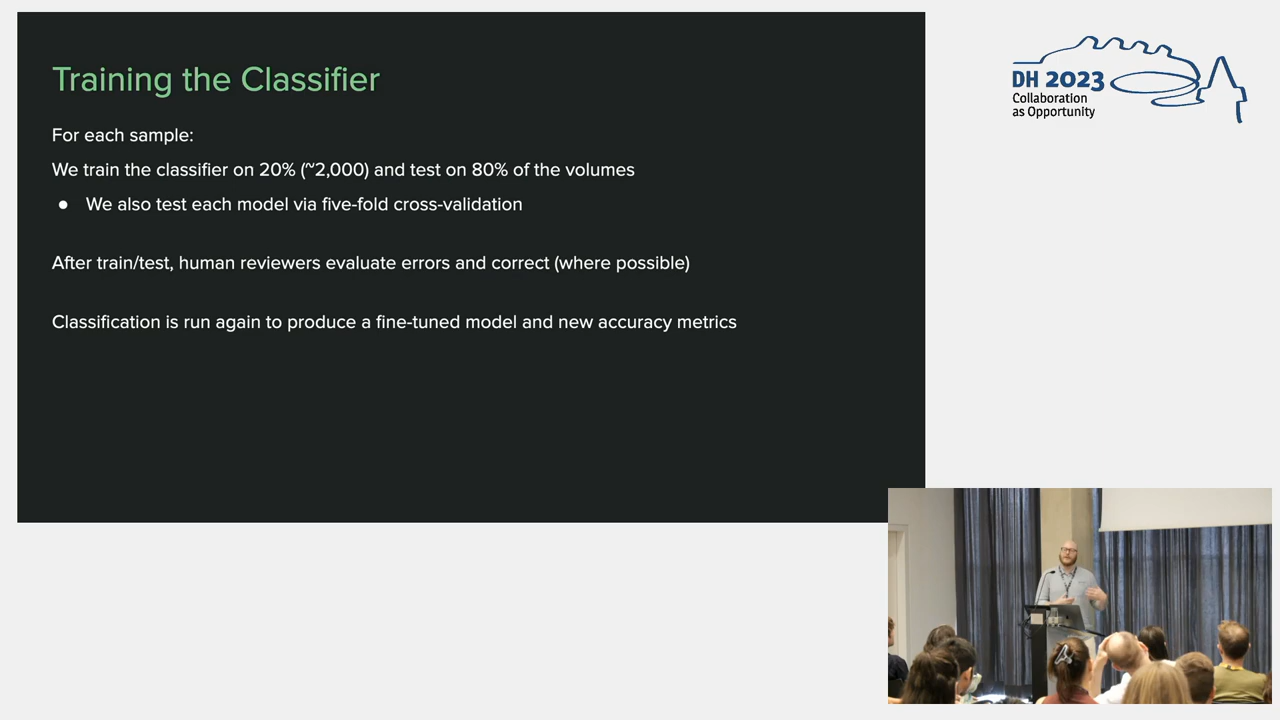 Training the Classifier
For each sample:
We train the classifier on 20% (~2,000) and test on 80% of the volumes
● We also test each model via five-fold cross-validation
After train/test, human reviewers evaluate errors and correct (where possible)
Classification is run again to produce a fine-tuned model and new accuracy metrics
DH 2023
Collaboration
as Opportunity